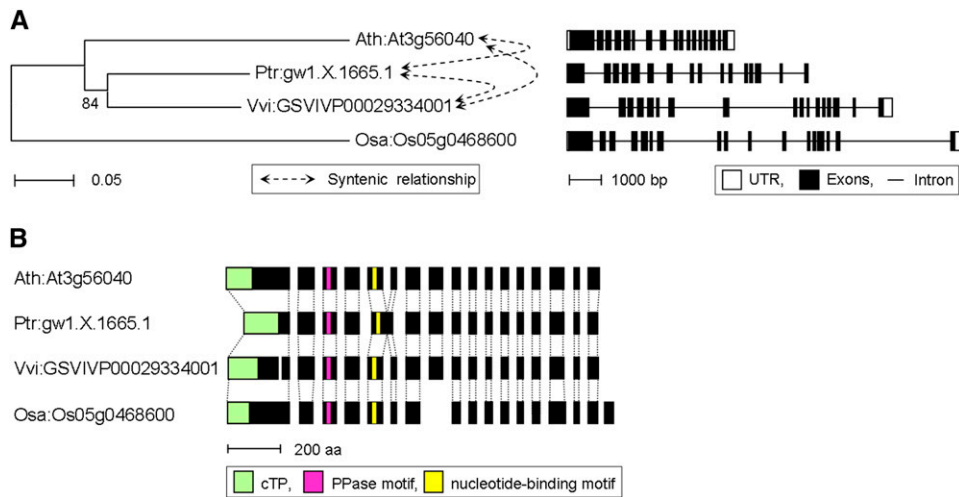 A
Ath:At3g56040
Ptr:gw1.X.1665.1
84
Vvi:GSVIVP00029334001
Osa:Os05g0468600
0.05
Syntenic relationship
1000 bp
UTR, Exons, Intron
B
Ath:At3g56040
Ptr:gw1.X.1665.1
Vvi:GSVIVP00029334001
Osa:Os05g0468600
200 aa
cTP, PPase motif, nucleotide-binding motif